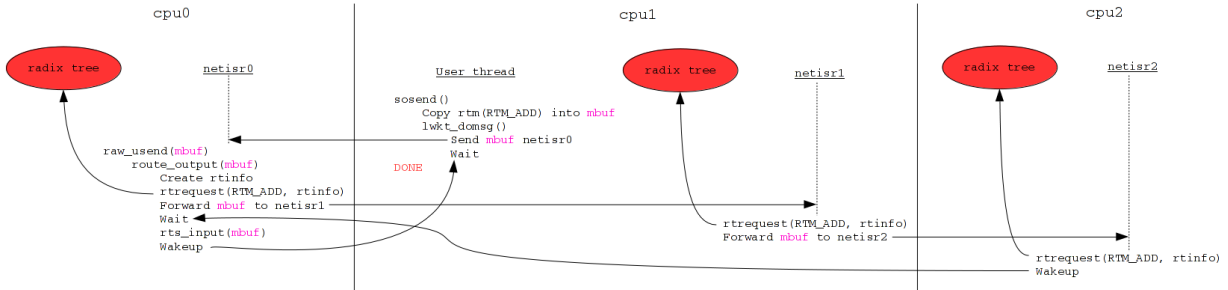 cpu0
radix tree
netisr0
raw_usend(mbuf)
route_output(mbuf)
Create rtinfo
rtrequest(RTM_ADD, rtinfo)
Forward mbuf to netisr1
Wait
rts_input(mbuf)
Wakeup
cpu1
User thread
sosend()
Copy rtm(RTM_ADD) into mbuf
lwkt_domsg()
Send mbuf netisr0
Wait
DONE
radix tree
netisr1
rtrequest(RTM_ADD, rtinfo)
Forward mbuf to netisr2
cpu2
radix tree
netisr2
rtrequest(RTM_ADD, rtinfo)
Wakeup